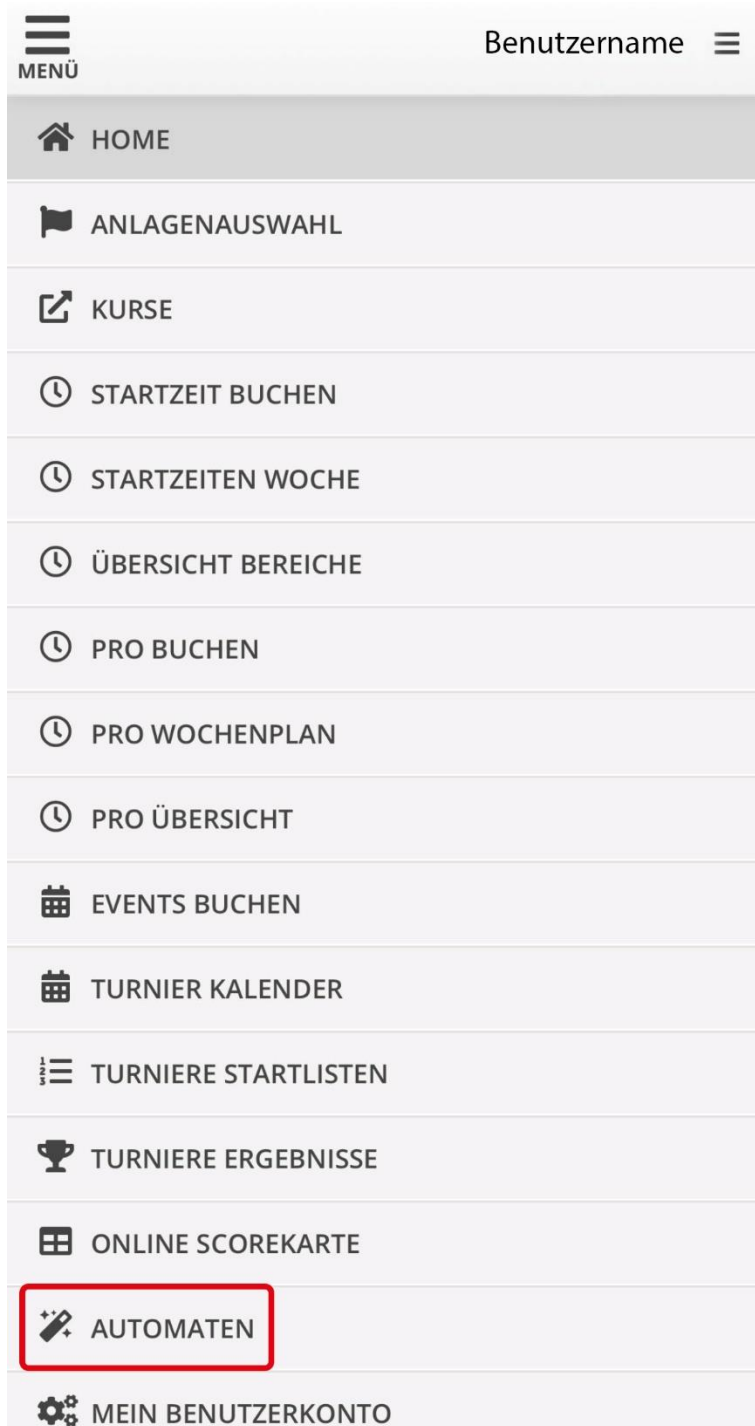 MENÜ
Benutzername
HOME
ANLAGENAUSWAHL
KURSE
STARTZEIT BUCHEN
STARTZEITEN WOCHE
ÜBERSICHT BEREICHE
PRO BUCHEN
PRO WOCHENPLAN
PRO ÜBERSICHT
EVENTS BUCHEN
TURNIER KALENDER
TURNIERE STARTLISTEN
TURNIERE ERGEBNISSE
ONLINE SCOREKARTE
AUTOMATEN
MEIN BENUTZERKONTO